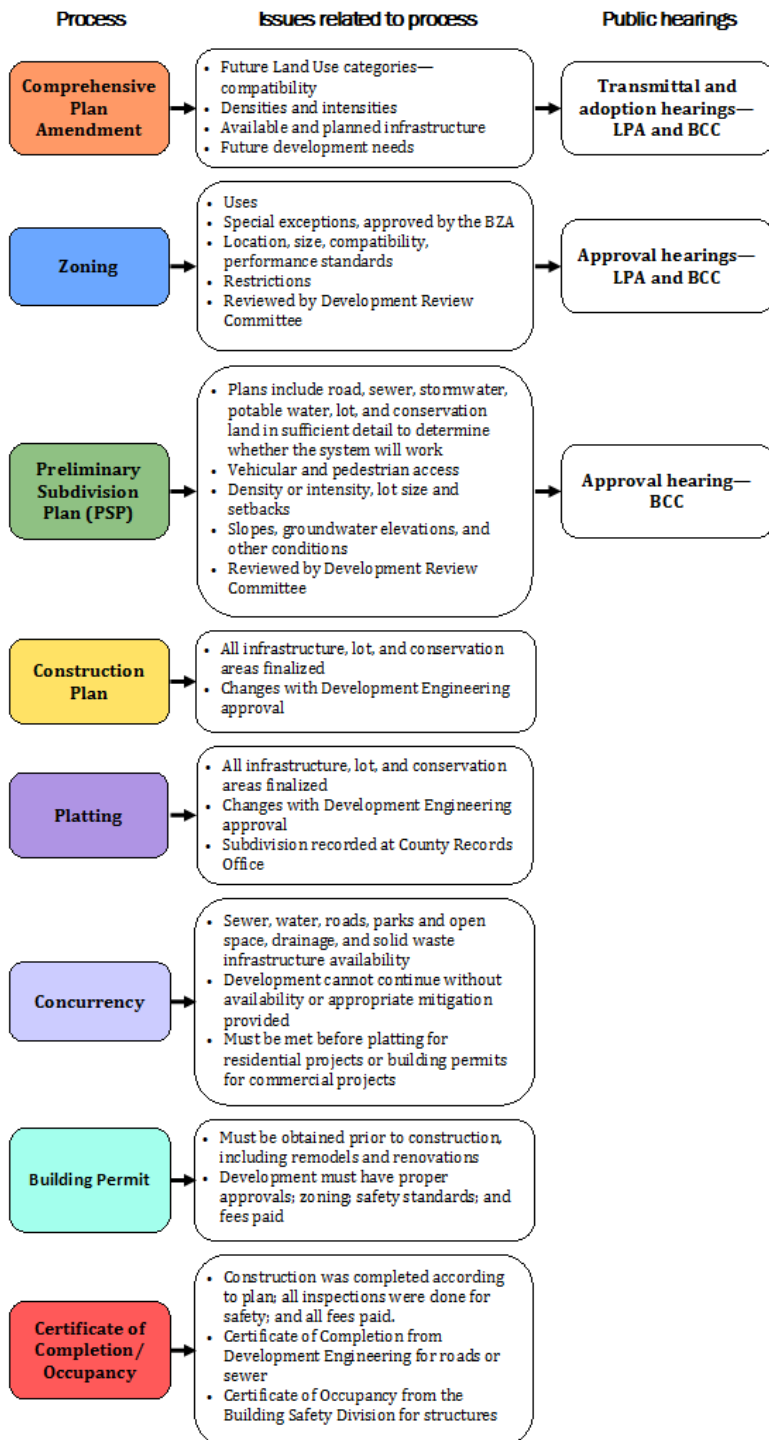 Process
Issues related to process
Public hearings
Comprehensive
Plan
Amendment
• Future Land Use categories—
compatibility
• Densities and intensities
• Available and planned infrastructure
• Future development needs
Transmittal and
adoption hearings—
LPA and BCC
Zoning
• Uses
• Special exceptions, approved by the BZA
• Location, size, compatibility,
performance standards
• Restrictions
• Reviewed by Development Review
Committee
Approval hearings—
LPA and BCC
Preliminary
Subdivision
Plan (PSP)
• Plans include road, sewer, stormwater,
potable water, lot, and conservation
land in sufficient detail to determine
whether the system will work
• Vehicular and pedestrian access
• Density or intensity, lot size and
setbacks
• Slopes, groundwater elevations, and
other conditions
• Reviewed by Development Review
Committee
Approval hearing—
BCC
Construction
Plan
• All infrastructure, lot, and conservation
areas finalized
• Changes with Development Engineering
approval
Platting
• All infrastructure, lot, and conservation
areas finalized
• Changes with Development Engineering
approval
• Subdivision recorded at County Records
Office
Concurrency
• Sewer, water, roads, parks and open
space, drainage, and solid waste
infrastructure availability
• Development cannot continue without
availability or appropriate mitigation
provided
• Must be met before platting for
residential projects or building permits
for commercial projects
Building Permit
• Must be obtained prior to construction,
including remodels and renovations
• Development must have proper
approvals; zoning; safety standards; and
fees paid
Certificate of
Completion/
Occupancy
• Construction was completed according
to plan; all inspections were done for
safety; and all fees paid.
• Certificate of Completion from
Development Engineering for roads or
sewer
• Certificate of Occupancy from the
Building Safety Division for structures